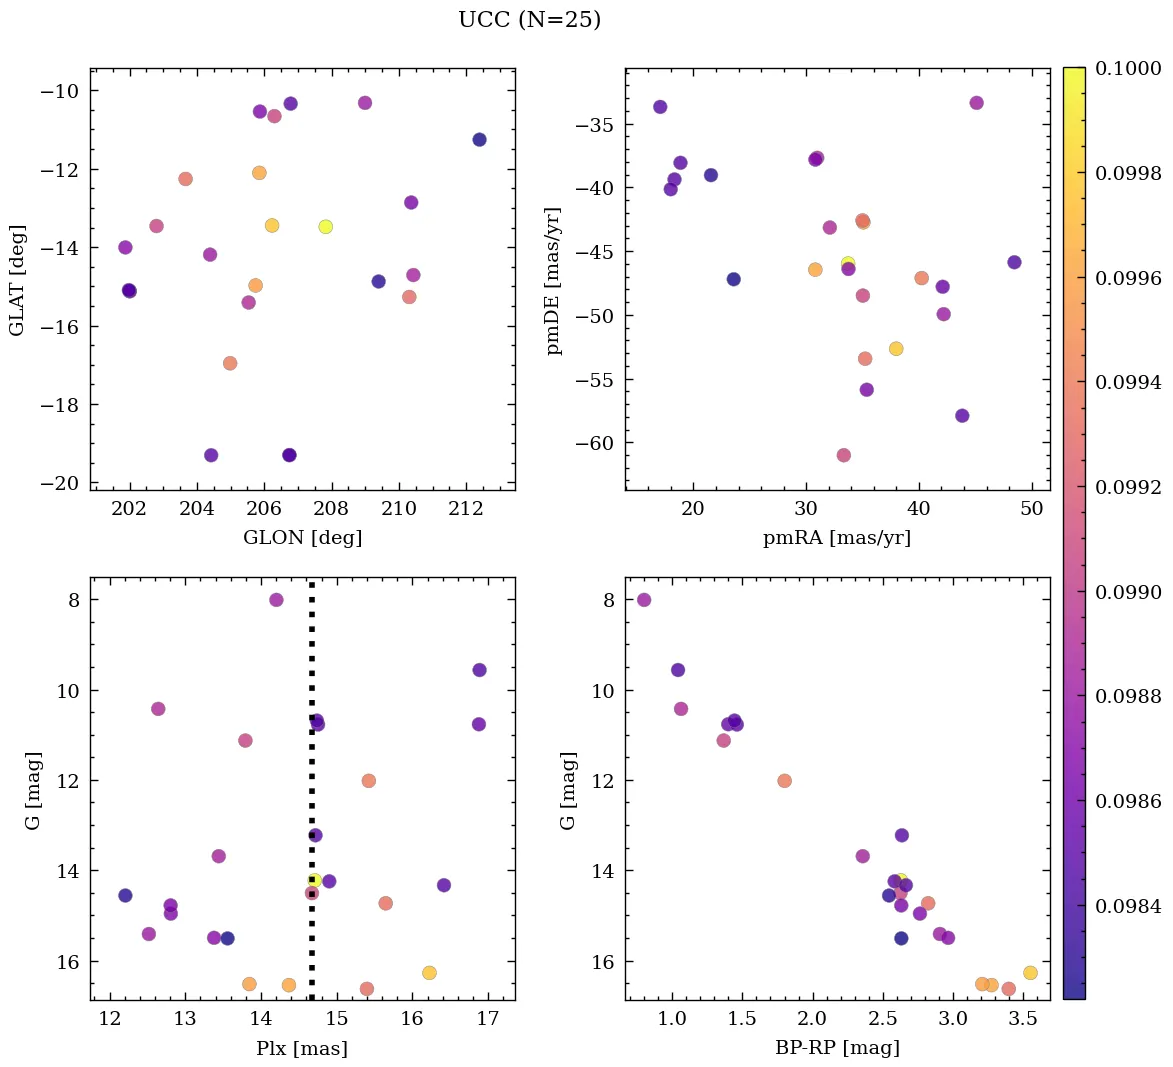 UCC (N=25)
−10
−12
−14
−16
−18
−20
GLAT [deg]
202 204 206 208 210 212
GLON [deg]
−35
−40
−45
−50
−55
−60
pmDE [mas/yr]
20 30 40 50
pmRA [mas/yr]
0.1000
0.0998
0.0996
0.0994
0.0992
0.0990
0.0988
0.0986
0.0984
8
10
12
14
16
G [mag]
12 13 14 15 16 17
Plx [mas]
8
10
12
14
16
G [mag]
1.0 1.5 2.0 2.5 3.0 3.5
BP-RP [mag]